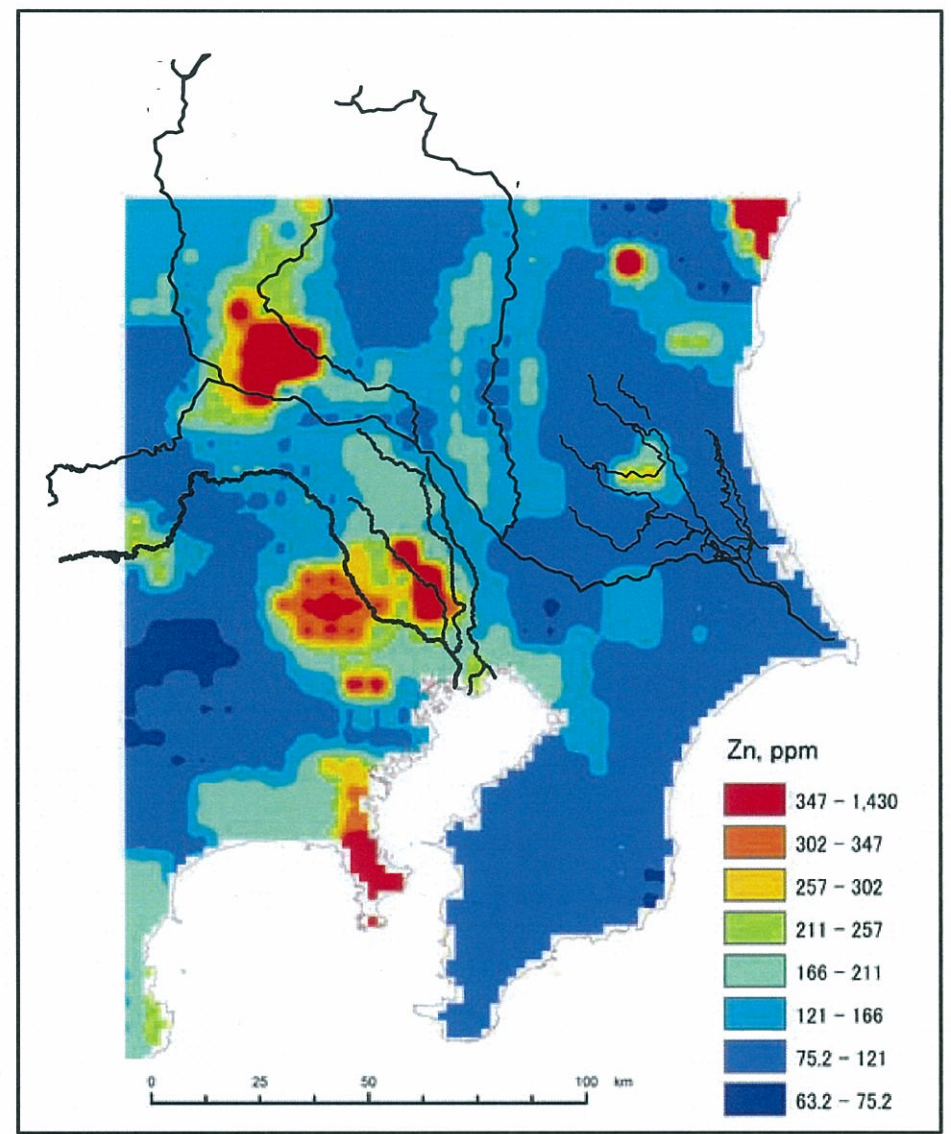 Zn, ppm
347 - 1,430
302 - 347
257 - 302
211 - 257
166 - 211
121 - 166
75.2 - 121
63.2 - 75.2
0 25 50 100 km